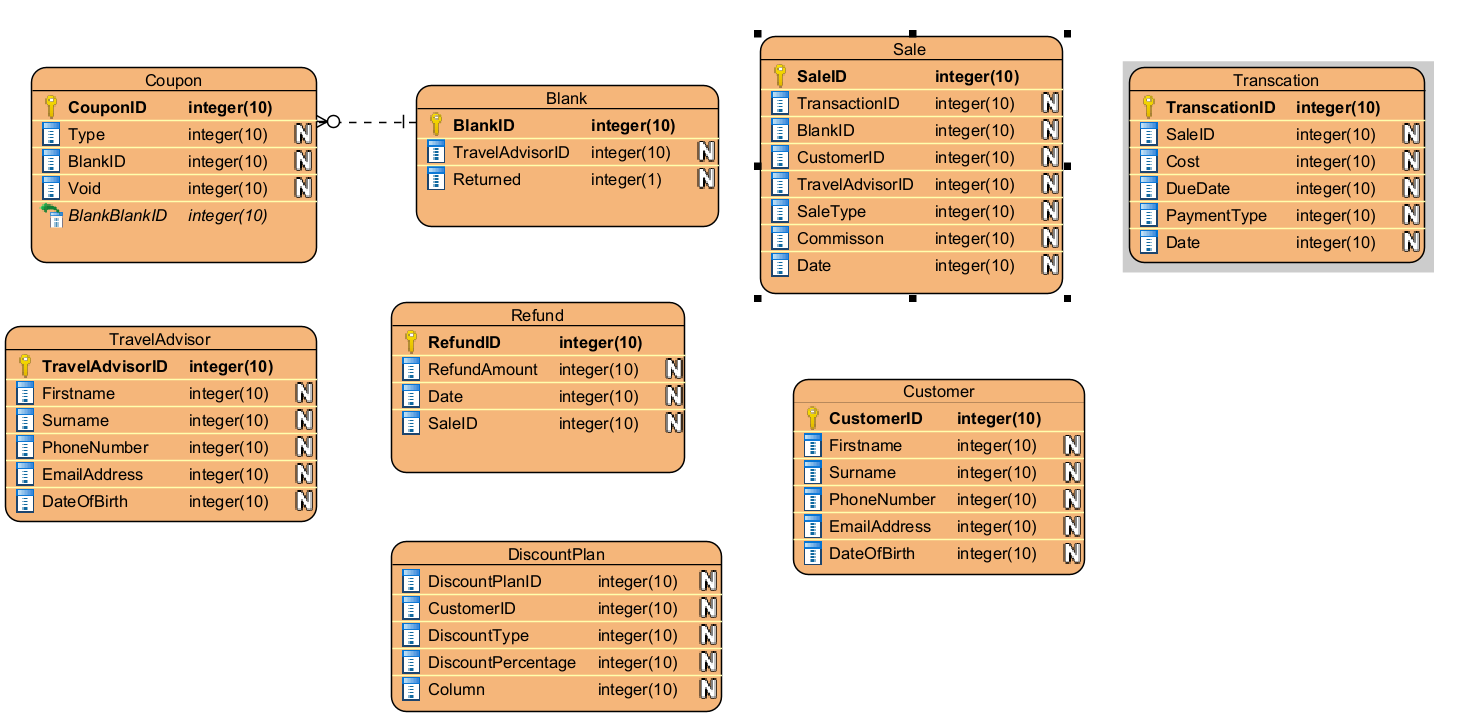 Coupon
CouponID integer(10)
Type integer(10) N
BlankID integer(10) N
Void integer(10) N
BlankBlankID integer(10)
Blank
BlankID integer(10)
TravelAdvisorID integer(10) N
Returned integer(1) N
Sale
SaleID integer(10)
TransactionID integer(10) N
BlankID integer(10) N
CustomerID integer(10) N
TravelAdvisorID integer(10) N
SaleType integer(10) N
Commisson integer(10) N
Date integer(10) N
Transcation
TranscationID integer(10)
SaleID integer(10) N
Cost integer(10) N
DueDate integer(10) N
PaymentType integer(10) N
Date integer(10) N
TravelAdvisor
TravelAdvisorID integer(10)
Firstname integer(10) N
Surname integer(10) N
PhoneNumber integer(10) N
EmailAddress integer(10) N
DateOfBirth integer(10) N
Refund
RefundID integer(10)
RefundAmount integer(10) N
Date integer(10) N
SaleID integer(10) N
Customer
CustomerID integer(10)
Firstname integer(10) N
Surname integer(10) N
PhoneNumber integer(10) N
EmailAddress integer(10) N
DateOfBirth integer(10) N
DiscountPlan
DiscountPlanID integer(10) N
CustomerID integer(10) N
DiscountType integer(10) N
DiscountPercentage integer(10) N
Column integer(10) N